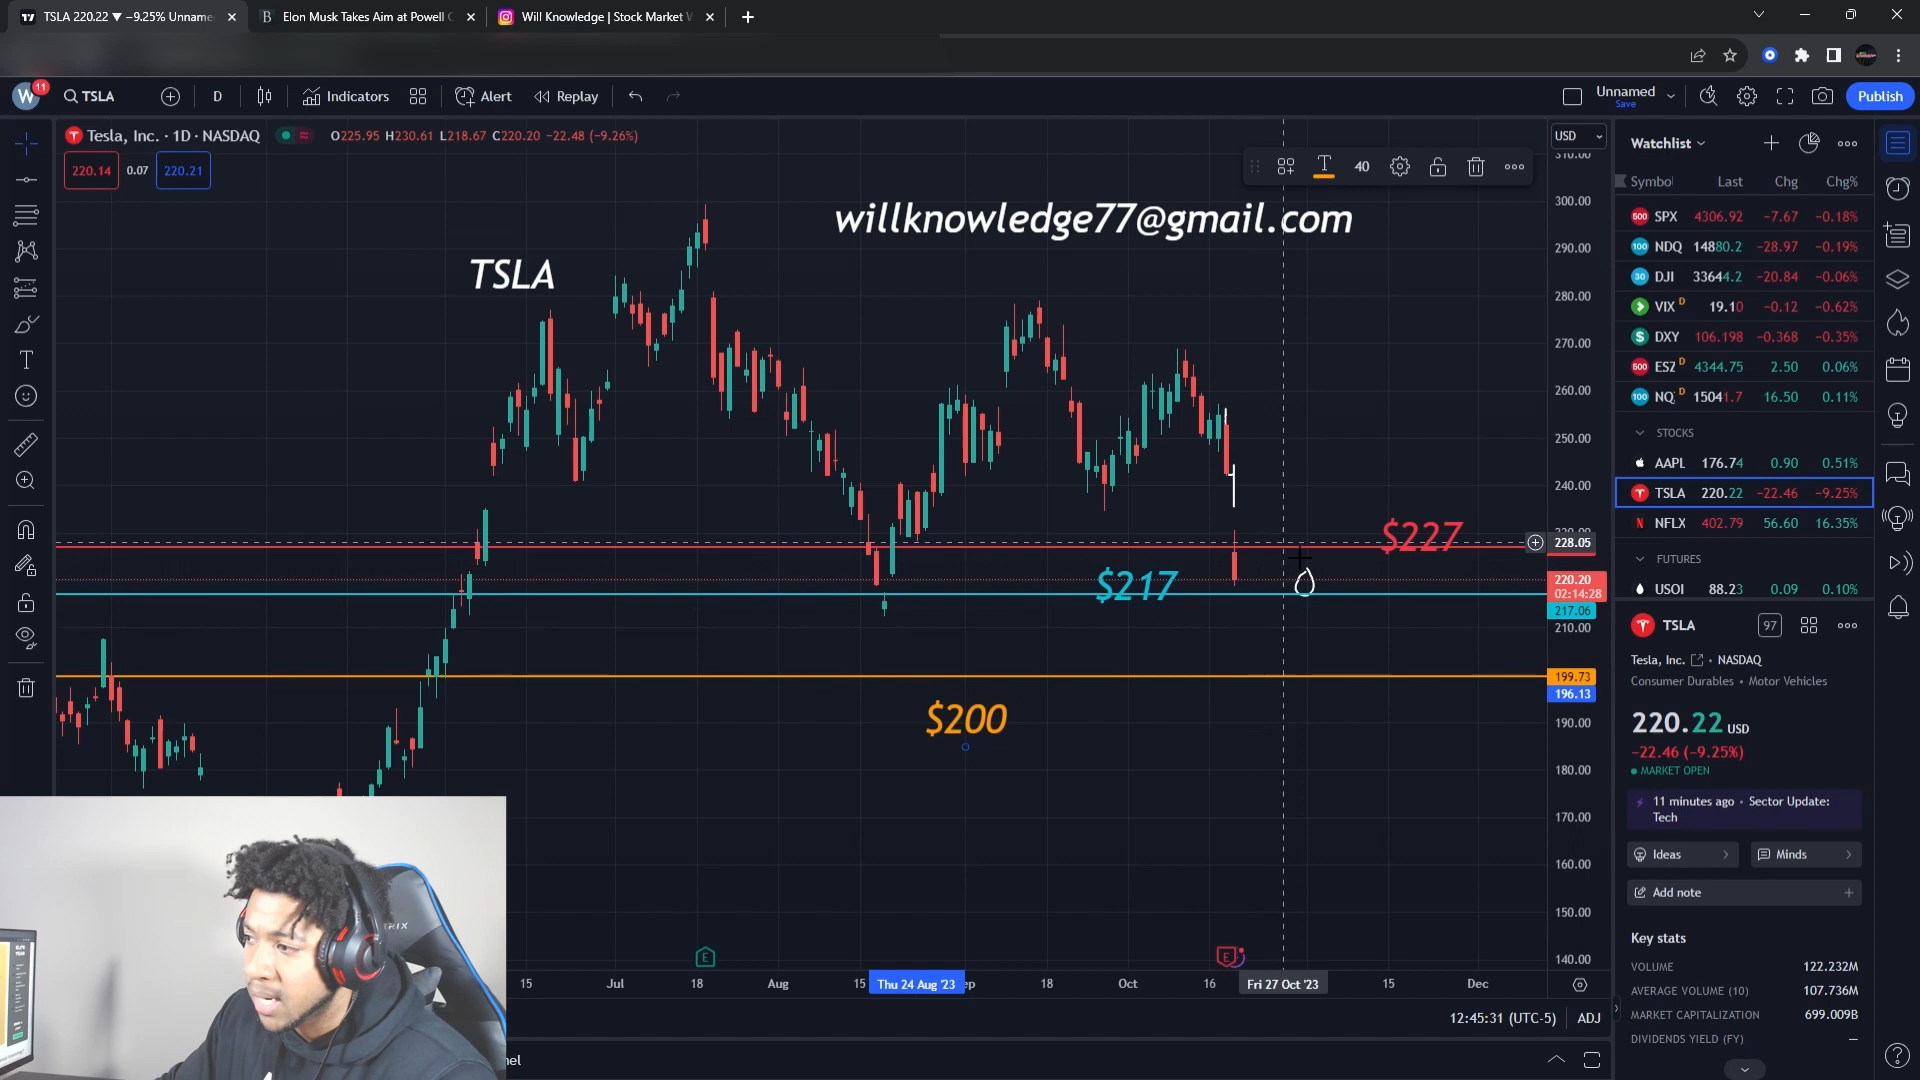 TSLA 220.22 ▼ −9.25% Unname
Elon Musk Takes Aim at Powell
Will Knowledge | Stock Market
W 11 TSLA D Indicators Alert Replay
Unnamed
Save
Publish
Tesla, Inc. · 1D · NASDAQ O225.95 H230.61 L218.67 C220.20 −22.48 (−9.26%)
220.14 0.07 220.21
USD
40
willknowledge77@gmail.com
TSLA
$227
$217
$200
300.00
290.00
280.00
270.00
260.00
250.00
240.00
228.05
220.20
02:14:28
217.06
210.00
199.73
196.13
190.00
180.00
170.00
160.00
150.00
140.00
15 Jul 18 Aug 15 Thu 24 Aug '23 ep 18 Oct 16 Fri 27 Oct '23 15 Dec
12:45:31 (UTC-5) ADJ
nel
Watchlist
Symbol Last Chg Chg%
SPX 4306.92 −7.67 −0.18%
NDQ 14880.2 −28.97 −0.19%
DJI 33644.2 −20.84 −0.06%
VIX D 19.10 −0.12 −0.62%
DXY 106.198 −0.368 −0.35%
ESZ D 4344.75 2.50 0.06%
NQ D 15041.7 16.50 0.11%
STOCKS
AAPL 176.74 0.90 0.51%
TSLA 220.22 −22.46 −9.25%
NFLX 402.79 56.60 16.35%
FUTURES
USOI 88.23 0.09 0.10%
TSLA 97
Tesla, Inc. • NASDAQ
Consumer Durables • Motor Vehicles
220.22 USD
−22.46 (−9.25%)
MARKET OPEN
11 minutes ago • Sector Update:
Tech
Ideas Minds
Add note
Key stats
VOLUME 122.232M
AVERAGE VOLUME (10) 107.736M
MARKET CAPITALIZATION 699.009B
DIVIDENDS YIELD (FY) —